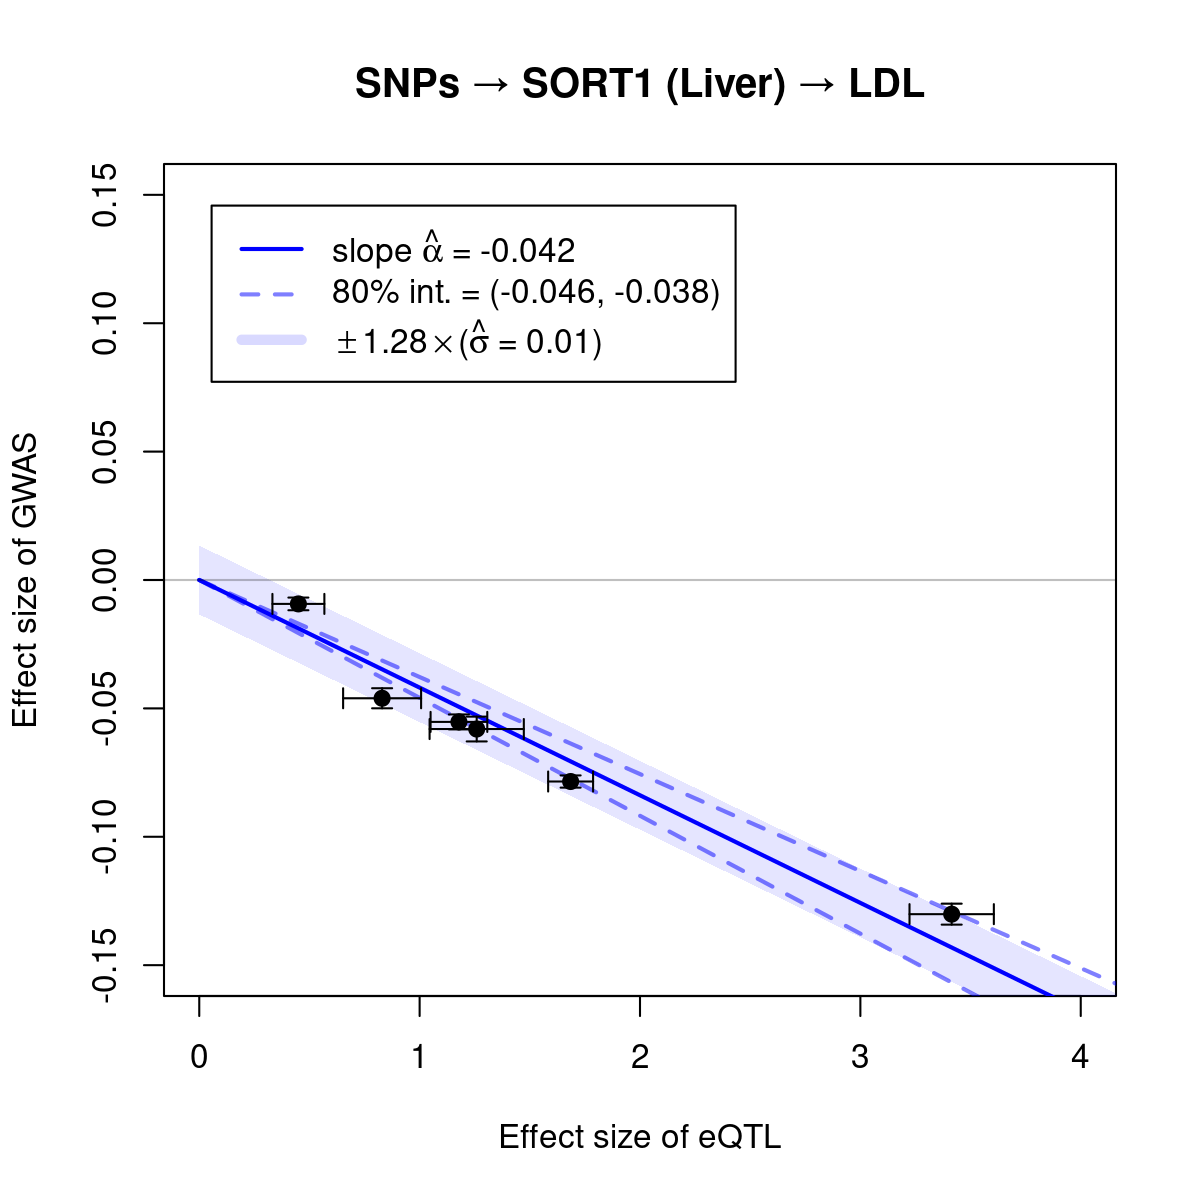 SNPs → SORT1 (Liver) → LDL
slope α̂ = -0.042
80% int. = (-0.046, -0.038)
±1.28×(σ̂ = 0.01)
Effect size of GWAS
0.15
0.10
0.05
0.00
-0.05
-0.10
-0.15
0 1 2 3 4
Effect size of eQTL